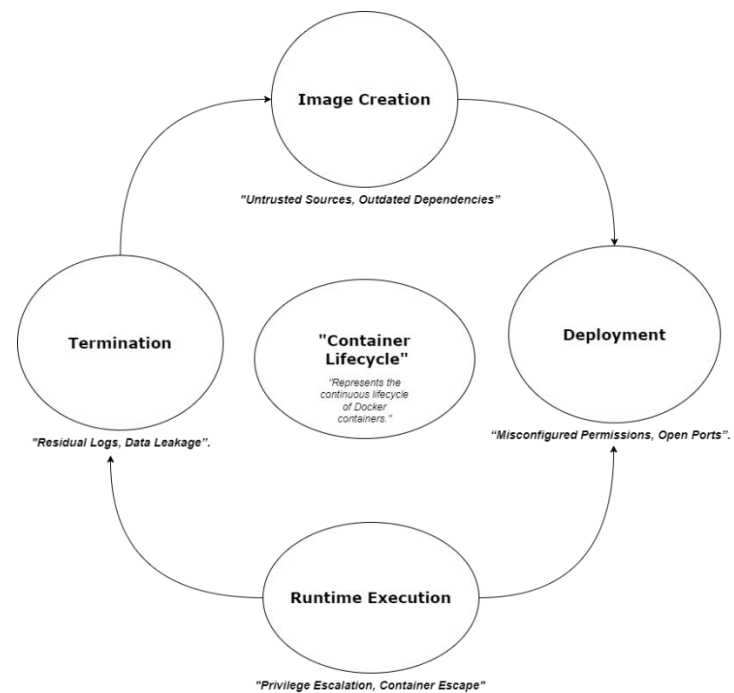 Image Creation
"Untrusted Sources, Outdated Dependencies”
Termination
"Container
Lifecycle"
"Represents the
continuous lifecycle
of Docker
containers."
Deployment
"Residual Logs, Data Leakage”.
“Misconfigured Permissions, Open Ports”.
Runtime Execution
"Privilege Escalation, Container Escape"